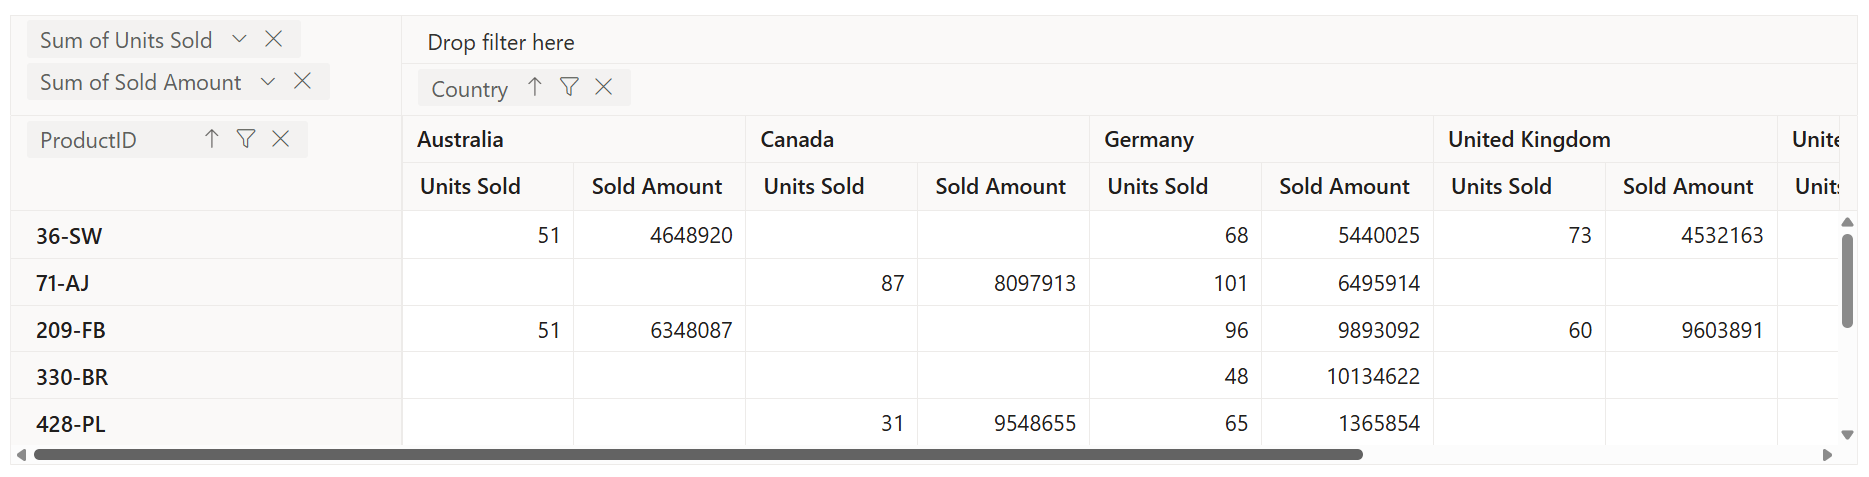 Sum of Units Sold
Drop filter here
Sum of Sold Amount
Country
ProductID
Australia Canada Germany United Kingdom
Units Sold Sold Amount Units Sold Sold Amount Units Sold Sold Amount Units Sold Sold Amount
36-SW 51 4648920 68 5440025 73 4532163
71-AJ 87 8097913 101 6495914
209-FB 51 6348087 96 9893092 60 9603891
330-BR 48 10134622
428-PL 31 9548655 65 1365854